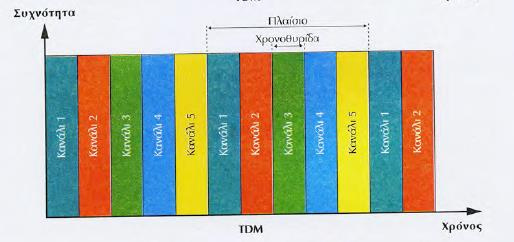 Συχνότητα
Πλαίσιο
Χρονοθυρίδα
Κανάλι 1
Κανάλι 2
Κανάλι 3
Κανάλι 4
Κανάλι 5
Κανάλι 1
Κανάλι 2
Κανάλι 3
Κανάλι 4
Κανάλι 5
Κανάλι 1
Κανάλι 2
TDM
Χρόνος